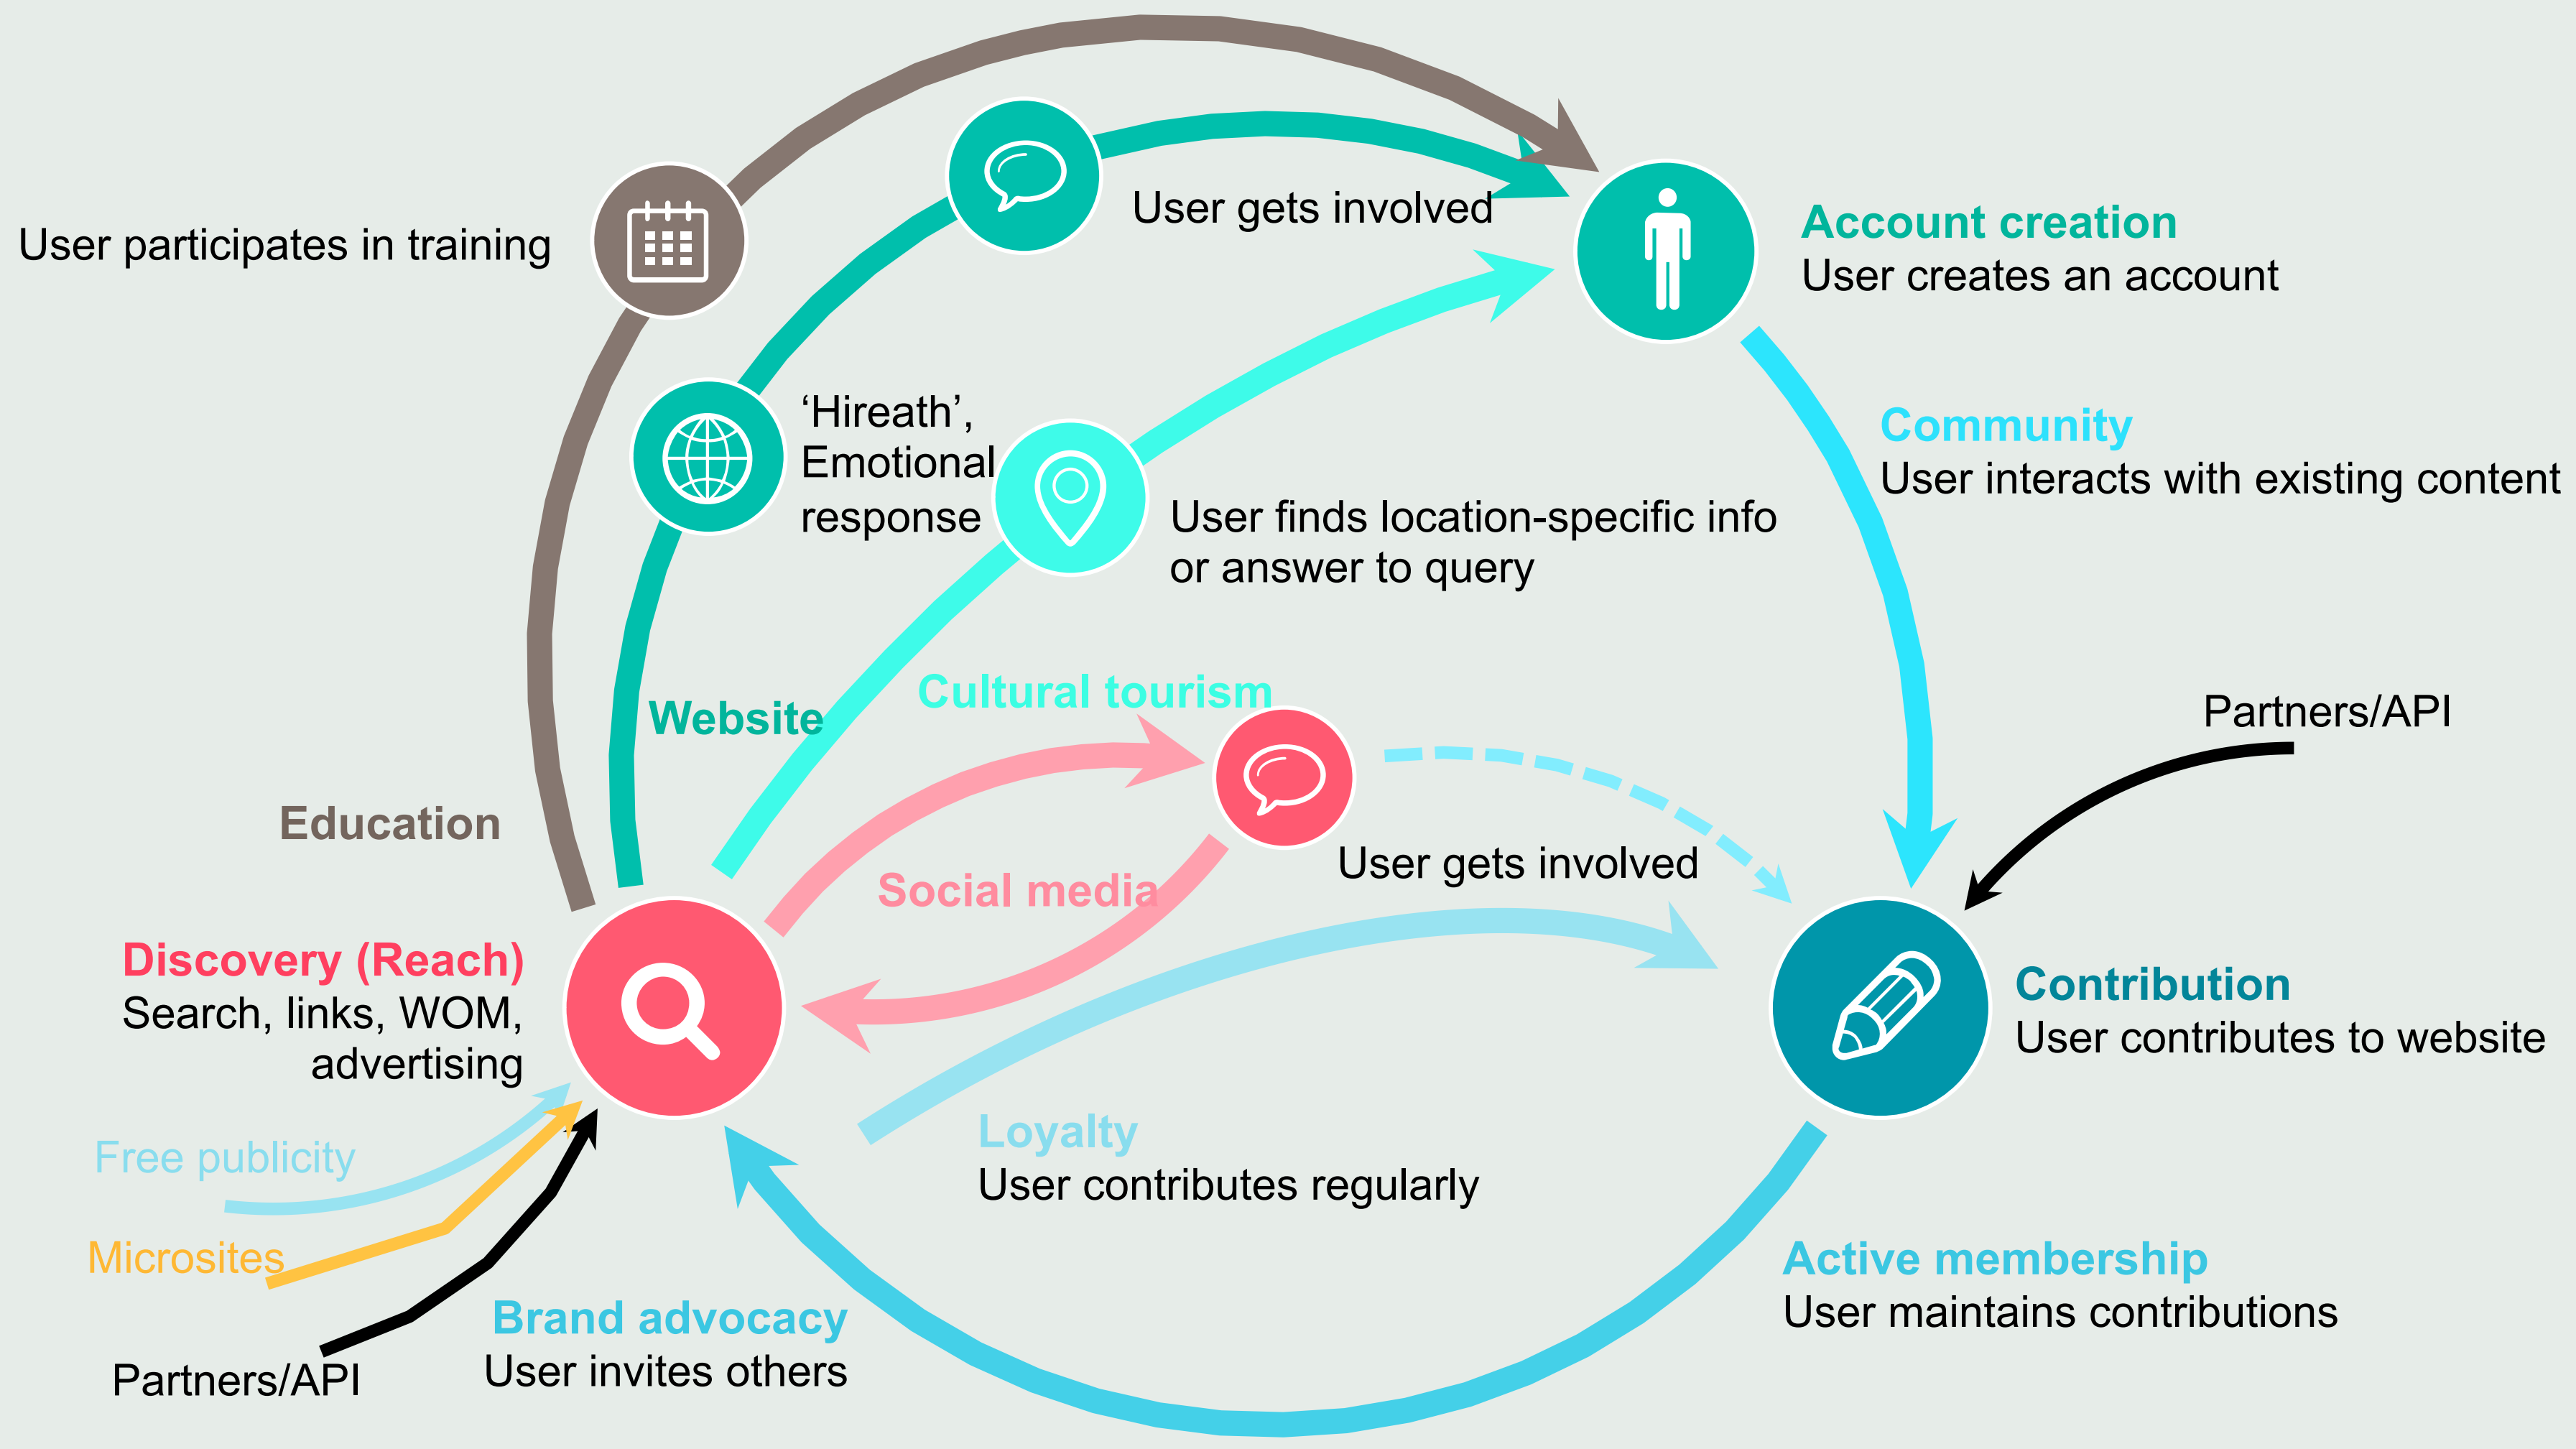 User participates in training
User gets involved
Account creation
User creates an account
‘Hireath’,
Emotional
response
Community
User interacts with existing content
User finds location-specific info
or answer to query
Website
Cultural tourism
Partners/API
Education
Social media
User gets involved
Discovery (Reach)
Search, links, WOM,
advertising
Contribution
User contributes to website
Free publicity
Loyalty
User contributes regularly
Microsites
Active membership
User maintains contributions
Brand advocacy
User invites others
Partners/API